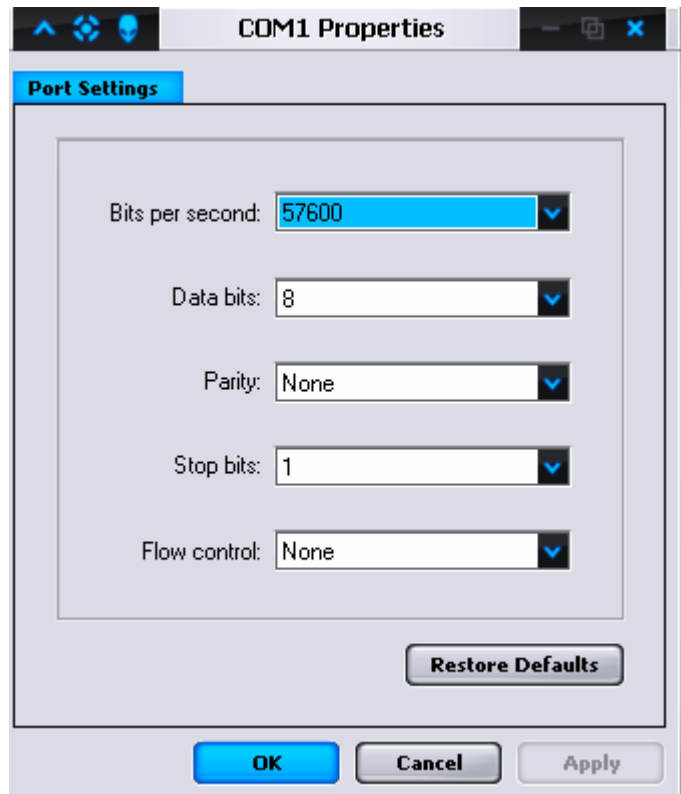 COM1 Properties
Port Settings
Bits per second: 57600
Data bits: 8
Parity: None
Stop bits: 1
Flow control: None
Restore Defaults
OK Cancel Apply